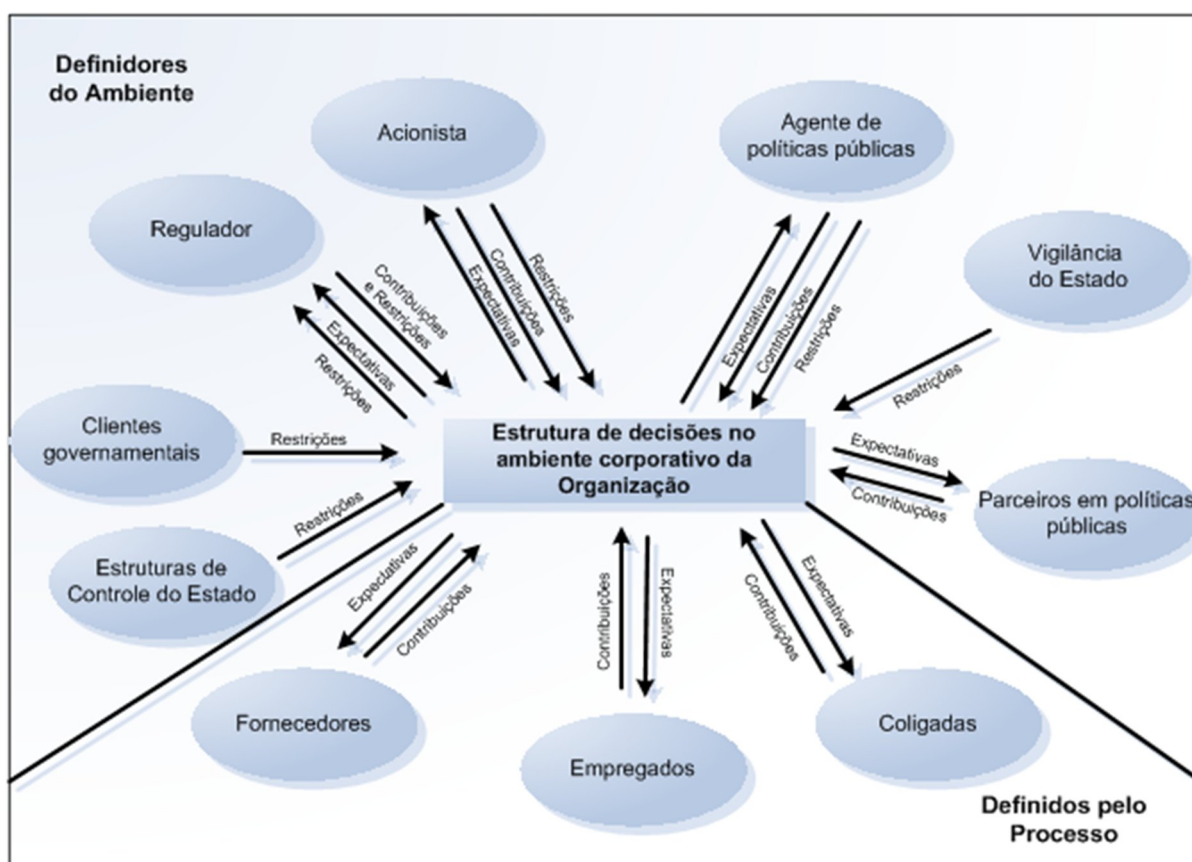 Definidores
do Ambiente
Acionista
Agente de
políticas públicas
Regulador
Vigilância
do Estado
Contribuições
e Restrições
Expectativas
Restrições
Expectativas
Contribuições
Restrições
Expectativas
Contribuições
Restrições
Restrições
Clientes
governamentais
Restrições
Estrutura de decisões no
ambiente corporativo da
Organização
Expectativas
Contribuições
Parceiros em políticas
públicas
Restrições
Estruturas de
Controle do Estado
Expectativas
Contribuições
Contribuições
Expectativas
Expectativas
Contribuições
Fornecedores
Empregados
Coligadas
Definidos pelo
Processo